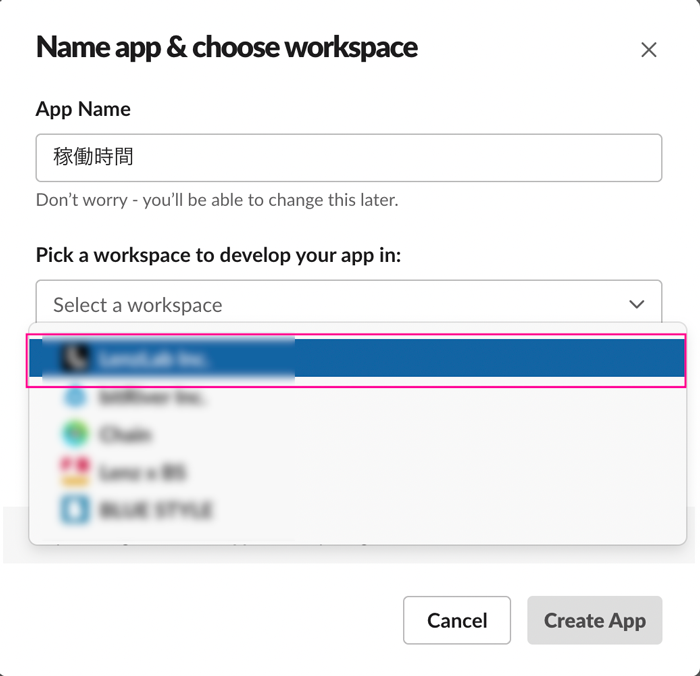 Name app & choose workspace
App Name
稼働時間
Don’t worry - you’ll be able to change this later.
Pick a workspace to develop your app in:
Select a workspace
Chain
Cancel
Create App